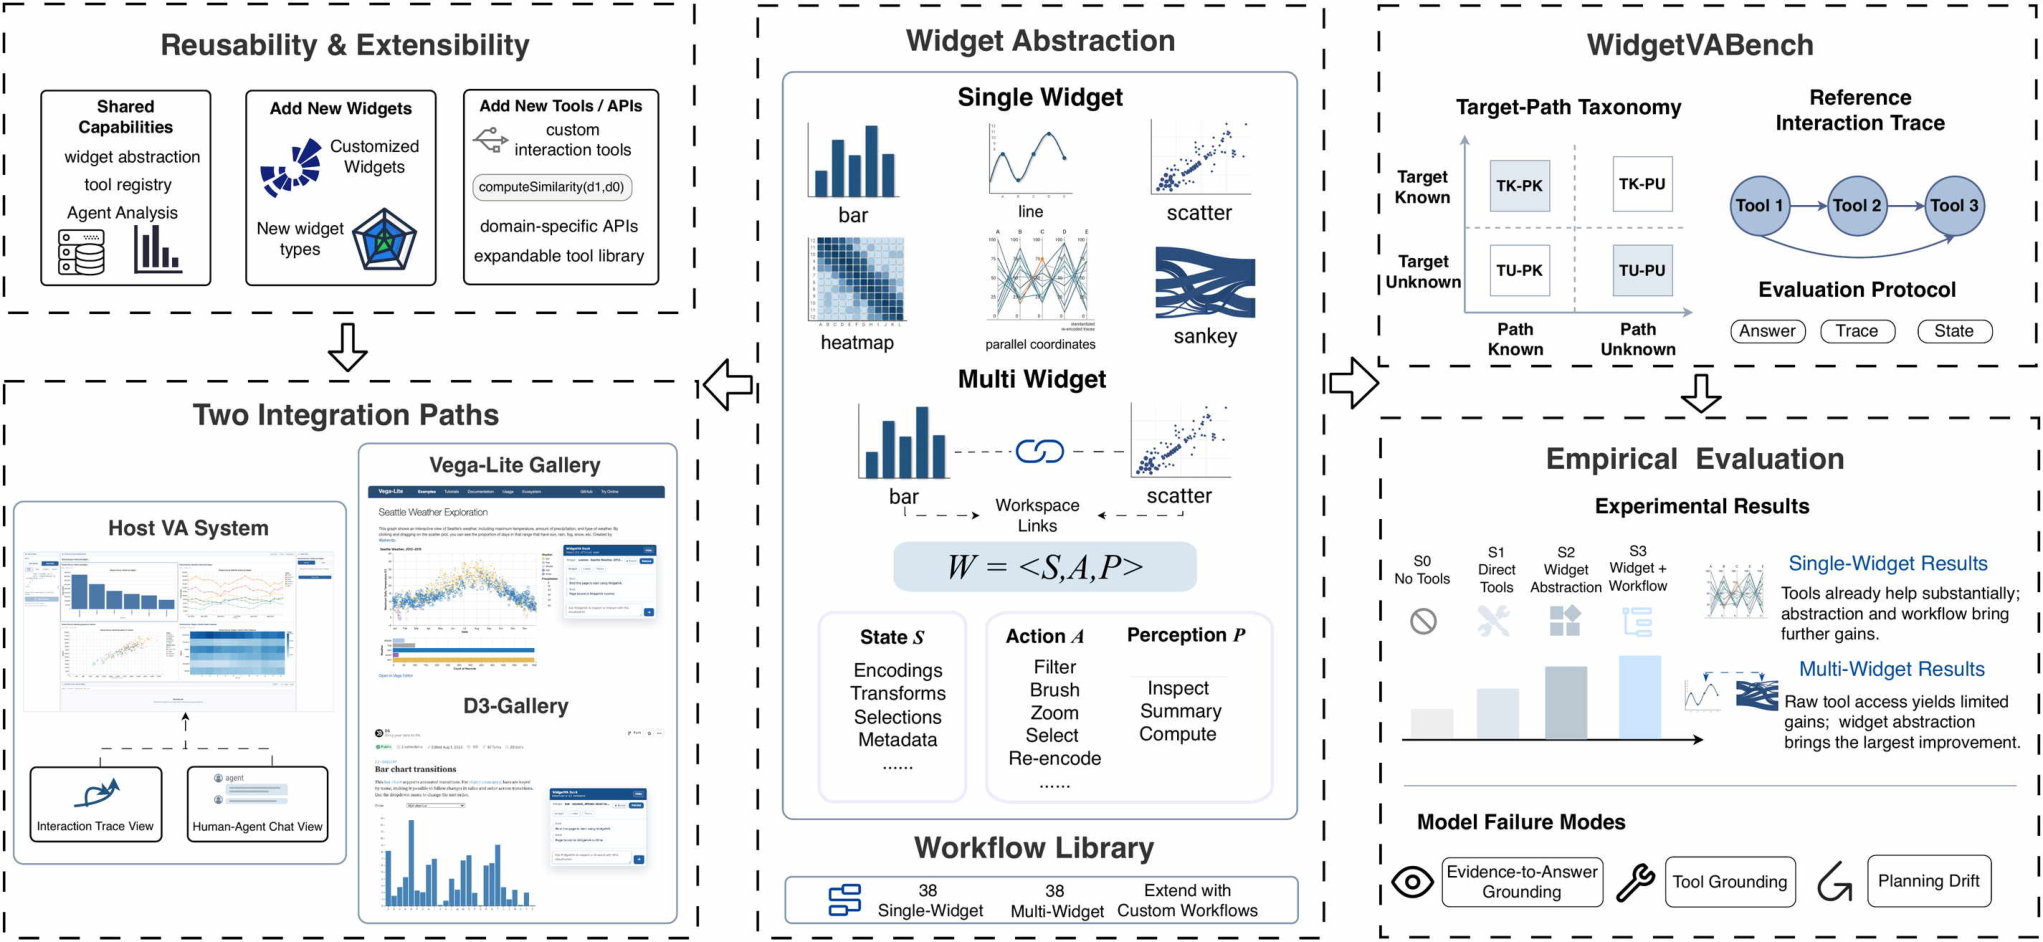 Reusability & Extensibility
Shared
Capabilities
widget abstraction
tool registry
Agent Analysis
Add New Widgets
Customized
Widgets
New widget
types
Add New Tools / APIs
custom
interaction tools
computeSimilarity(d1,d0)
domain-specific APIs
expandable tool library
Two Integration Paths
Host VA System
Interaction Trace View
agent
Human-Agent Chat View
Vega-Lite Gallery
Vega-Lite Examples Tutorials Documentation Usage Ecosystem GitHub Try Online
Seattle Weather Exploration
D3-Gallery
Bar chart transitions
Widget Abstraction
Single Widget
bar
line
scatter
heatmap
A B C D E
parallel coordinates
sankey
Multi Widget
bar
scatter
Workspace
Links
W = <S,A,P>
State S
Encodings
Transforms
Selections
Metadata
......
Action A
Filter
Brush
Zoom
Select
Re-encode
......
Perception P
Inspect
Summary
Compute
Workflow Library
38
Single-Widget
38
Multi-Widget
Extend with
Custom Workflows
WidgetVABench
Target-Path Taxonomy
Target
Known
Target
Unknown
TK-PK
TK-PU
TU-PK
TU-PU
Path
Known
Path
Unknown
Reference
Interaction Trace
Tool 1
Tool 2
Tool 3
Evaluation Protocol
Answer
Trace
State
Empirical Evaluation
Experimental Results
S0
No Tools
S1
Direct
Tools
S2
Widget
Abstraction
S3
Widget +
Workflow
Single-Widget Results
Tools already help substantially;
abstraction and workflow bring
further gains.
Multi-Widget Results
Raw tool access yields limited
gains; widget abstraction
brings the largest improvement.
Model Failure Modes
Evidence-to-Answer
Grounding
Tool Grounding
Planning Drift